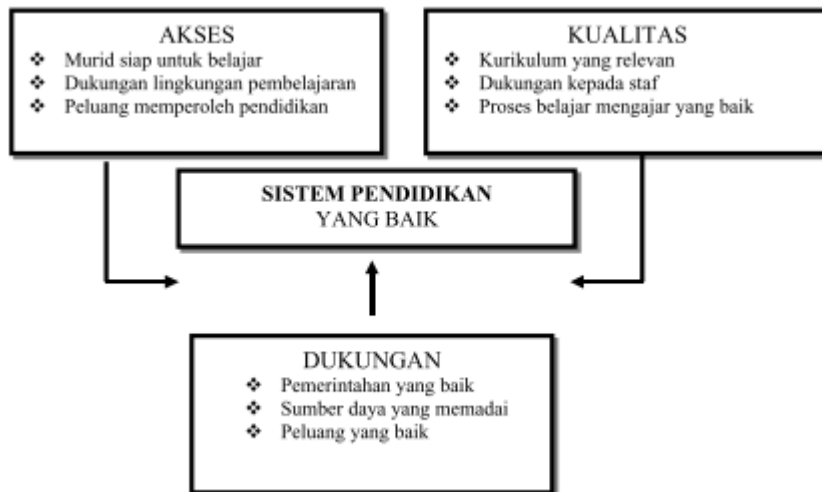 AKSES
❖ Murid siap untuk belajar
❖ Dukungan lingkungan pembelajaran
❖ Peluang memperoleh pendidikan
KUALITAS
❖ Kurikulum yang relevan
❖ Dukungan kepada staf
❖ Proses belajar mengajar yang baik
SISTEM PENDIDIKAN
YANG BAIK
DUKUNGAN
❖ Pemerintahan yang baik
❖ Sumber daya yang memadai
❖ Peluang yang baik